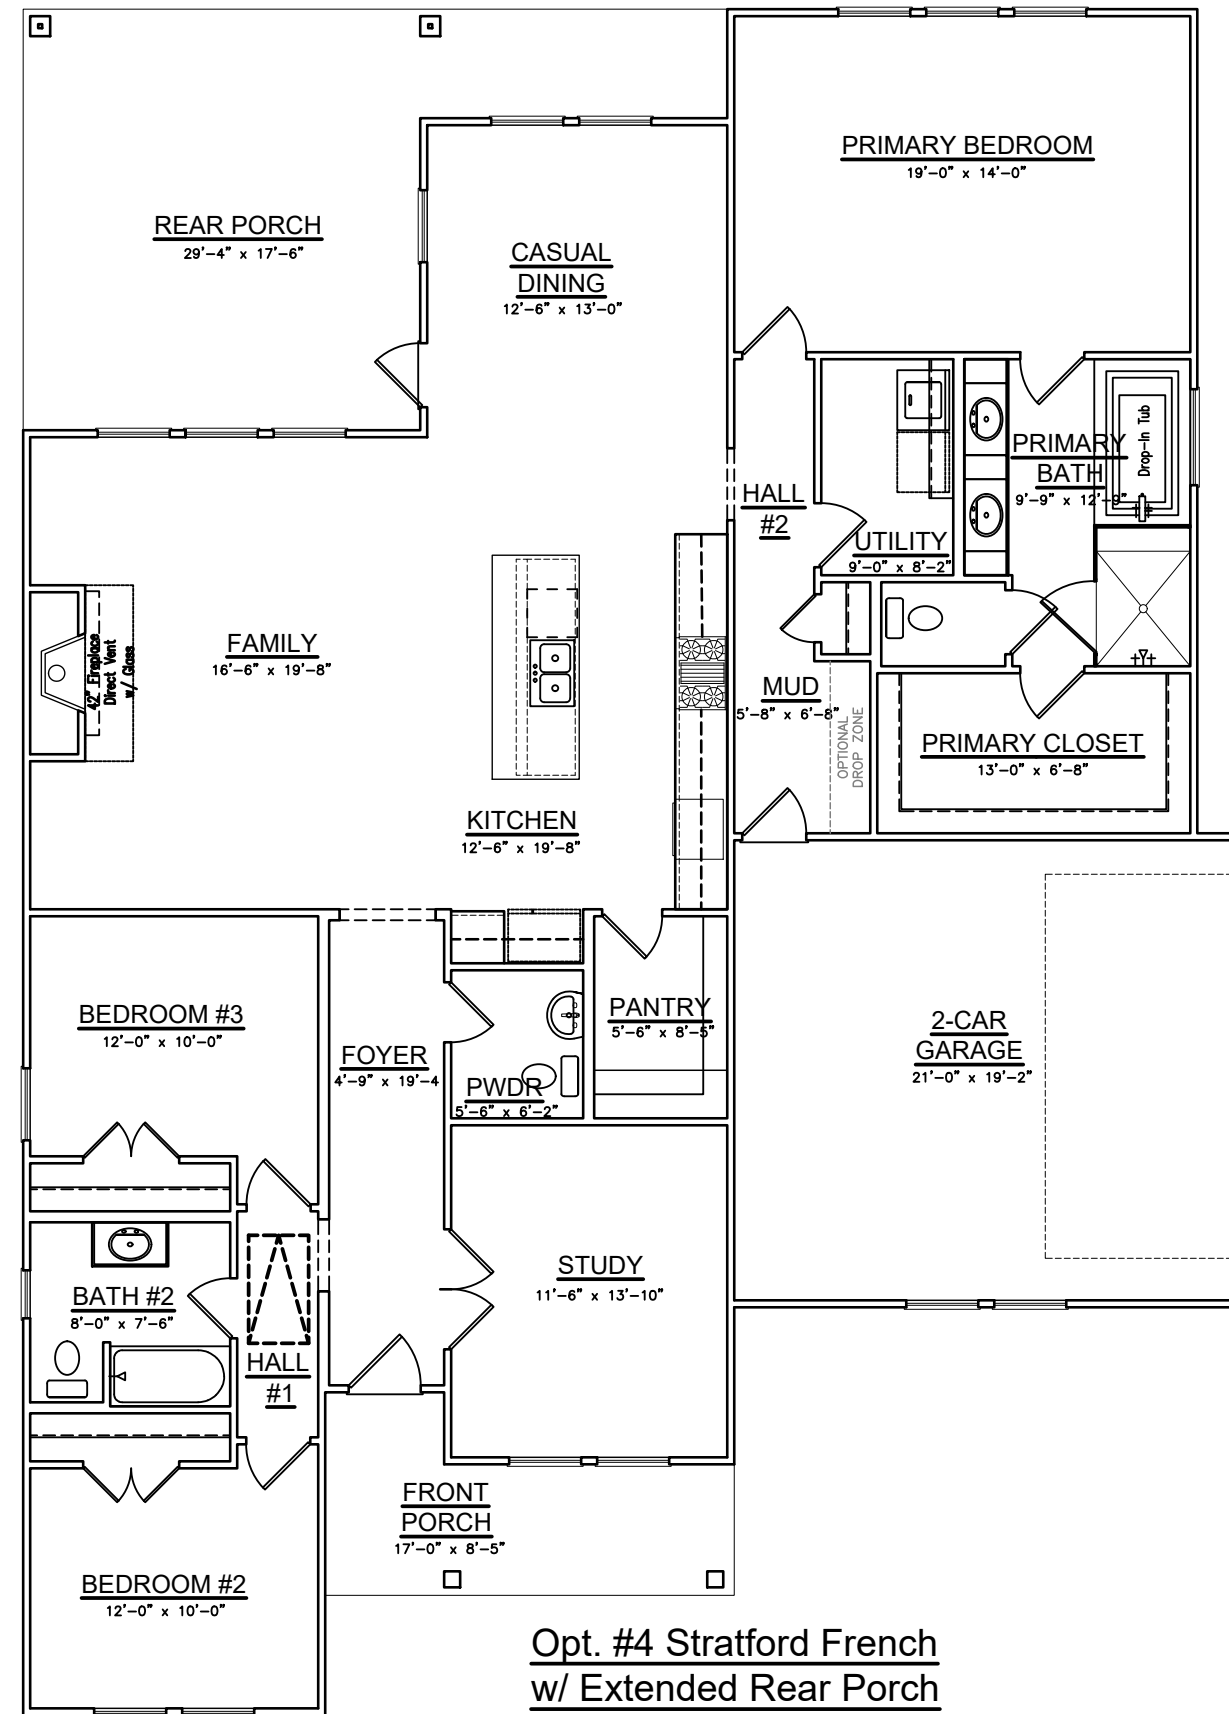 PRIMARY BEDROOM
19'-0" x 14'-0"
REAR PORCH
29'-4" x 17'-6"
CASUAL
DINING
12'-6" x 13'-0"
Drop-In Tub
PRIMARY
BATH
9'-9" x 12'-9"
HALL
#2
UTILITY
9'-0" x 8'-2"
42" Fireplace
Direct Vent
w/ Glass
FAMILY
16'-6" x 19'-8"
MUD
5'-8" x 6'-8"
OPTIONAL
DROP ZONE
PRIMARY CLOSET
13'-0" x 6'-8"
KITCHEN
12'-6" x 19'-8"
BEDROOM #3
12'-0" x 10'-0"
FOYER
4'-9" x 19'-4
PANTRY
5'-6" x 8'-5"
2-CAR
GARAGE
21'-0" x 19'-2"
PWDR
5'-6" x 6'-2"
STUDY
11'-6" x 13'-10"
BATH #2
8'-0" x 7'-6"
HALL
#1
FRONT
PORCH
17'-0" x 8'-5"
BEDROOM #2
12'-0" x 10'-0"
Opt. #4 Stratford French
w/ Extended Rear Porch